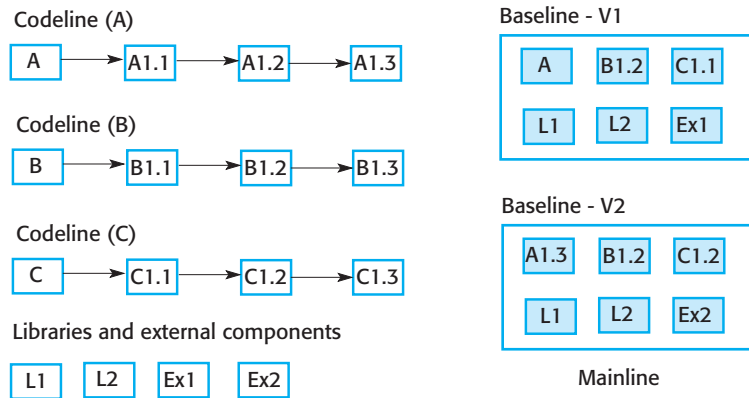 Codeline (A)
A A1.1 A1.2 A1.3
Codeline (B)
B B1.1 B1.2 B1.3
Codeline (C)
C C1.1 C1.2 C1.3
Libraries and external components
L1 L2 Ex1 Ex2
Baseline - V1
A B1.2 C1.1
L1 L2 Ex1
Baseline - V2
A1.3 B1.2 C1.2
L1 L2 Ex2
Mainline